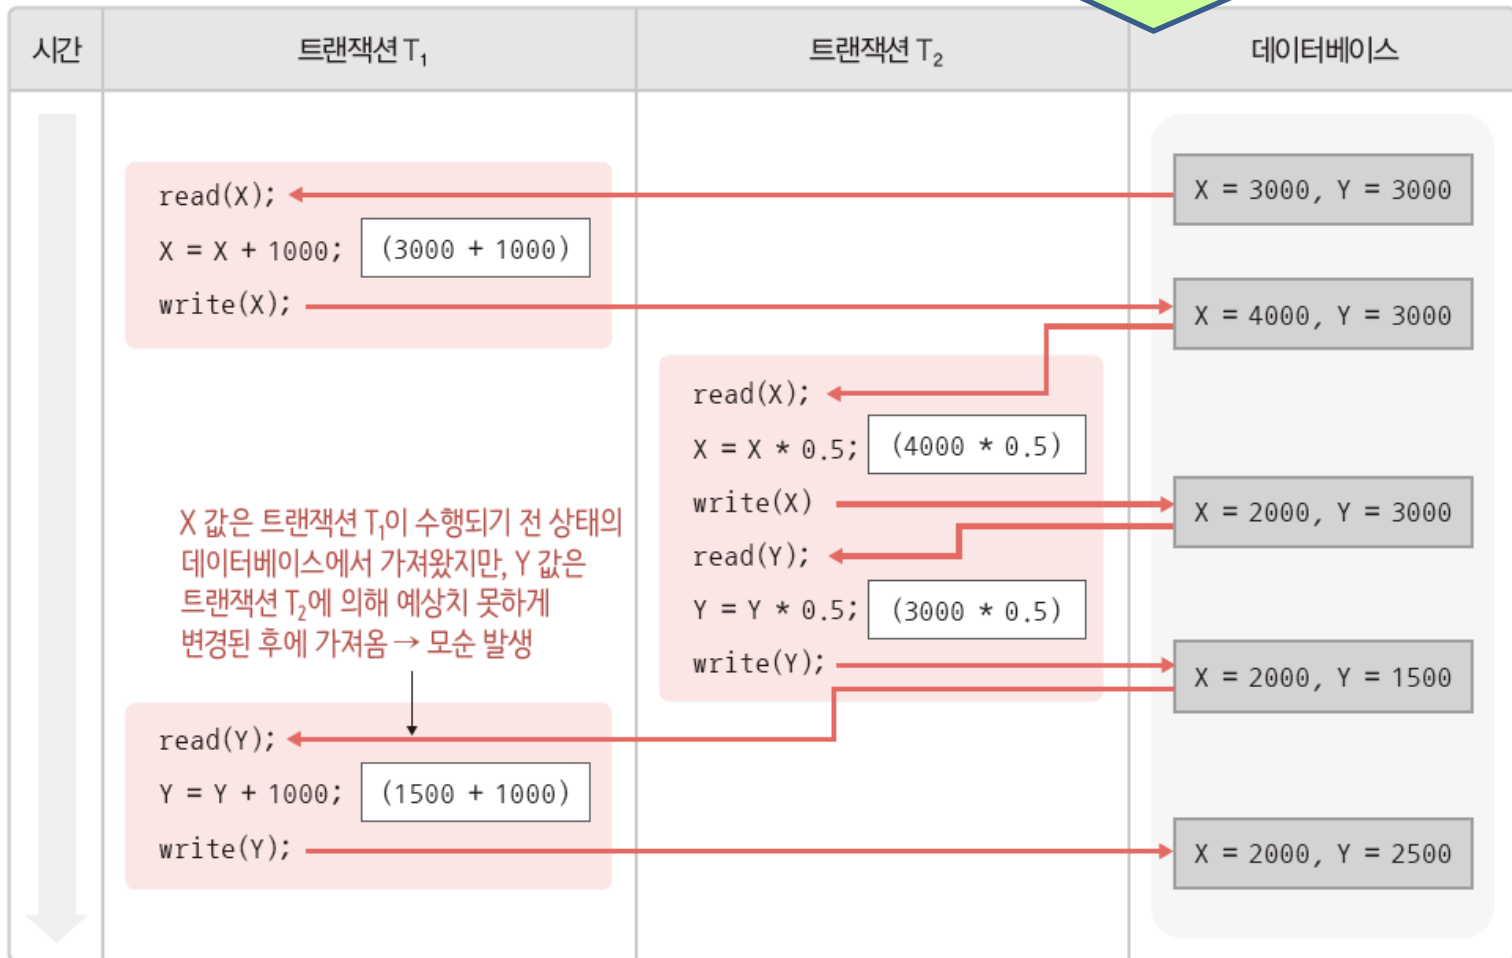 시간
트랜잭션 T₁
트랜잭션 T₂
데이터베이스
X = 3000, Y = 3000
read(X);
X = X + 1000;
(3000 + 1000)
write(X);
X = 4000, Y = 3000
read(X);
X = X * 0.5;
(4000 * 0.5)
write(X)
X = 2000, Y = 3000
read(Y);
Y = Y * 0.5;
(3000 * 0.5)
write(Y);
X = 2000, Y = 1500
X 값은 트랜잭션 T₁이 수행되기 전 상태의
데이터베이스에서 가져왔지만, Y 값은
트랜잭션 T₂에 의해 예상치 못하게
변경된 후에 가져옴 → 모순 발생
read(Y);
Y = Y + 1000;
(1500 + 1000)
write(Y);
X = 2000, Y = 2500